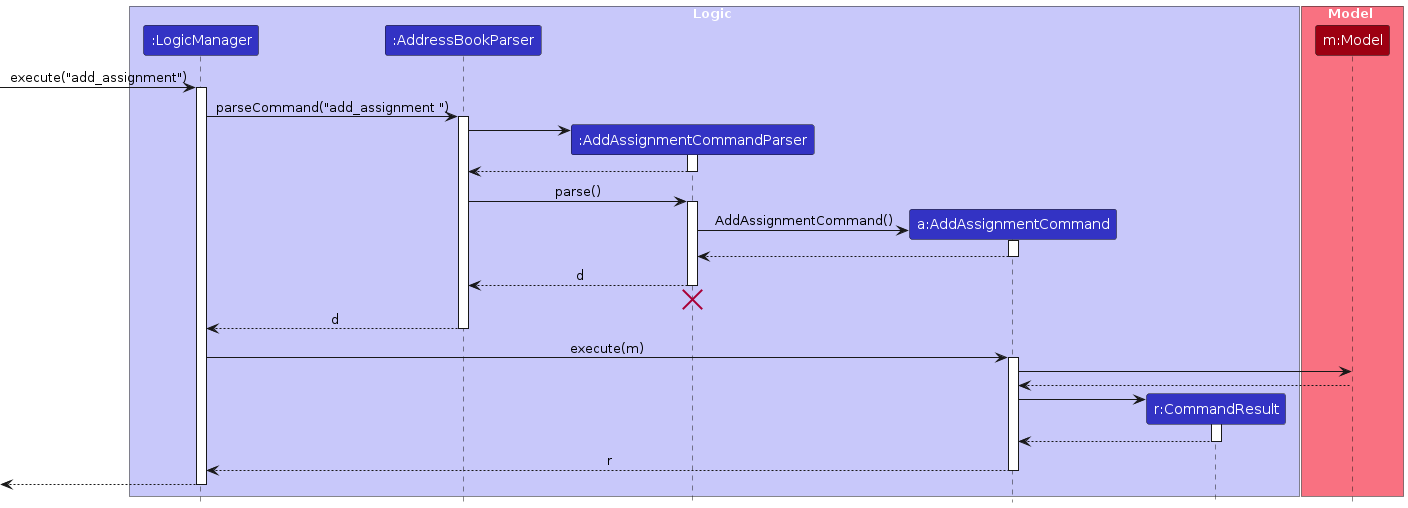 Logic
Model
:LogicManager
:AddressBookParser
m:Model
execute("add_assignment")
parseCommand("add_assignment ")
:AddAssignmentCommandParser
parse()
AddAssignmentCommand()
a:AddAssignmentCommand
d
d
execute(m)
r:CommandResult
r